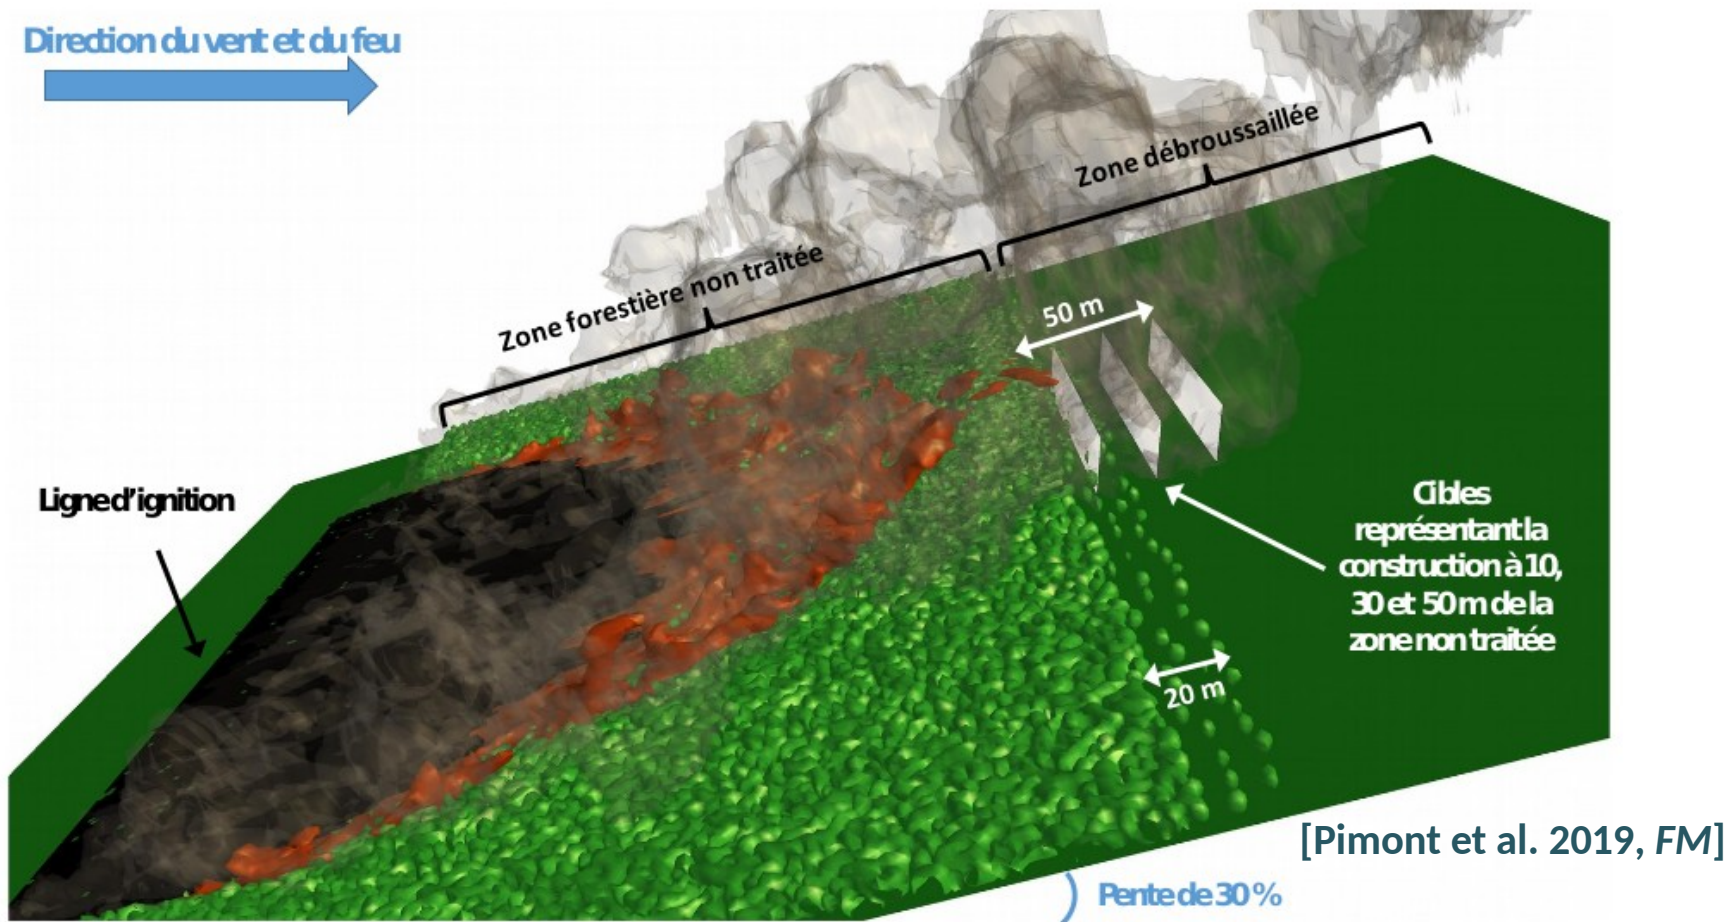 Direction du vent et du feu
Zone débroussaillée
Zone forestière non traitée
50 m
Ligne d'ignition
Cibles
représentant la
construction à 10,
30 et 50 m de la
zone non traitée
20 m
[Pimont et al. 2019, FM]
Pente de 30 %